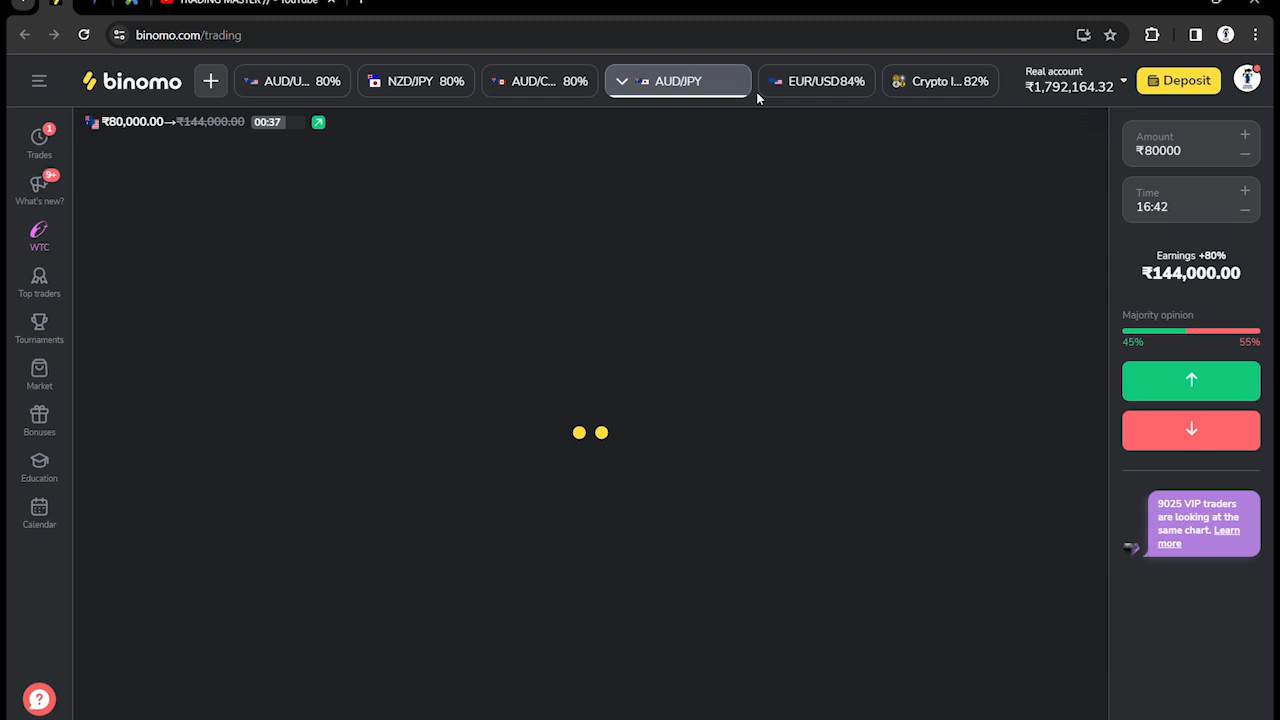 TRADING MASTER // - YouTube
binomo.com/trading
binomo
AUD/U... 80%
NZD/JPY 80%
AUD/C... 80%
AUD/JPY
EUR/USD 84%
Crypto I... 82%
Real account
₹1,792,164.32
Deposit
₹80,000.00→₹144,000.00 00:37
1
Trades
9+
What's new?
WTC
Top traders
Tournaments
Market
Bonuses
Education
Calendar
?
Amount
₹80000
Time
16:42
Earnings +80%
₹144,000.00
Majority opinion
45% 55%
9025 VIP traders
are looking at the
same chart. Learn
more